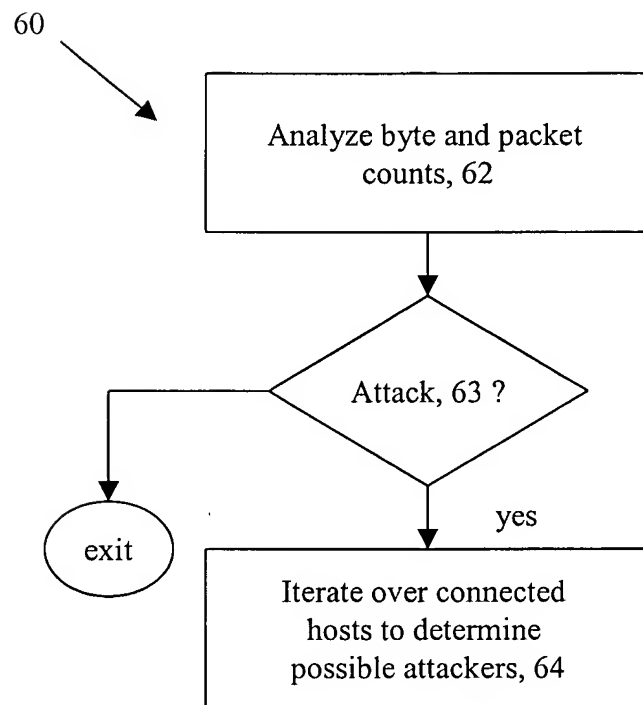 60
Analyze byte and packet
counts, 62
Attack, 63 ?
yes
exit
Iterate over connected
hosts to determine
possible attackers, 64